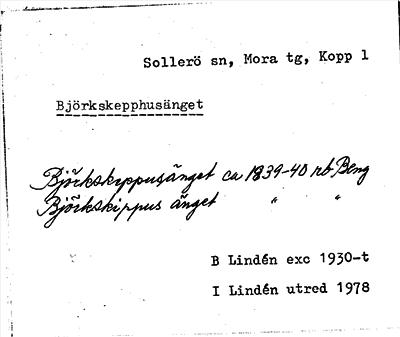 Sollerö sn, Mora tg, Kopp l
Björkskepphusänget
Björkskeppusänget ca 1839-40 rb Beng
Björkskippus änget " "
B Lindén exc 1930-t
I Lindén utred 1978